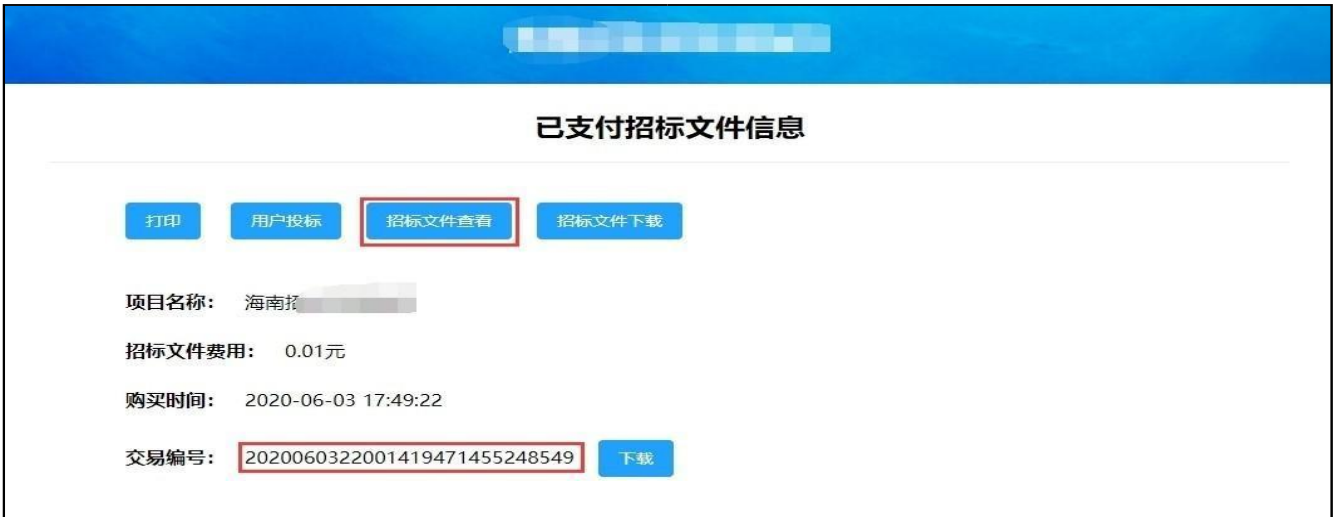 已支付招标文件信息
打印 用户投标 招标文件查看 招标文件下载
项目名称： 海南招
招标文件费用： 0.01元
购买时间： 2020-06-03 17:49:22
交易编号： 2020060322001419471455248549 下载